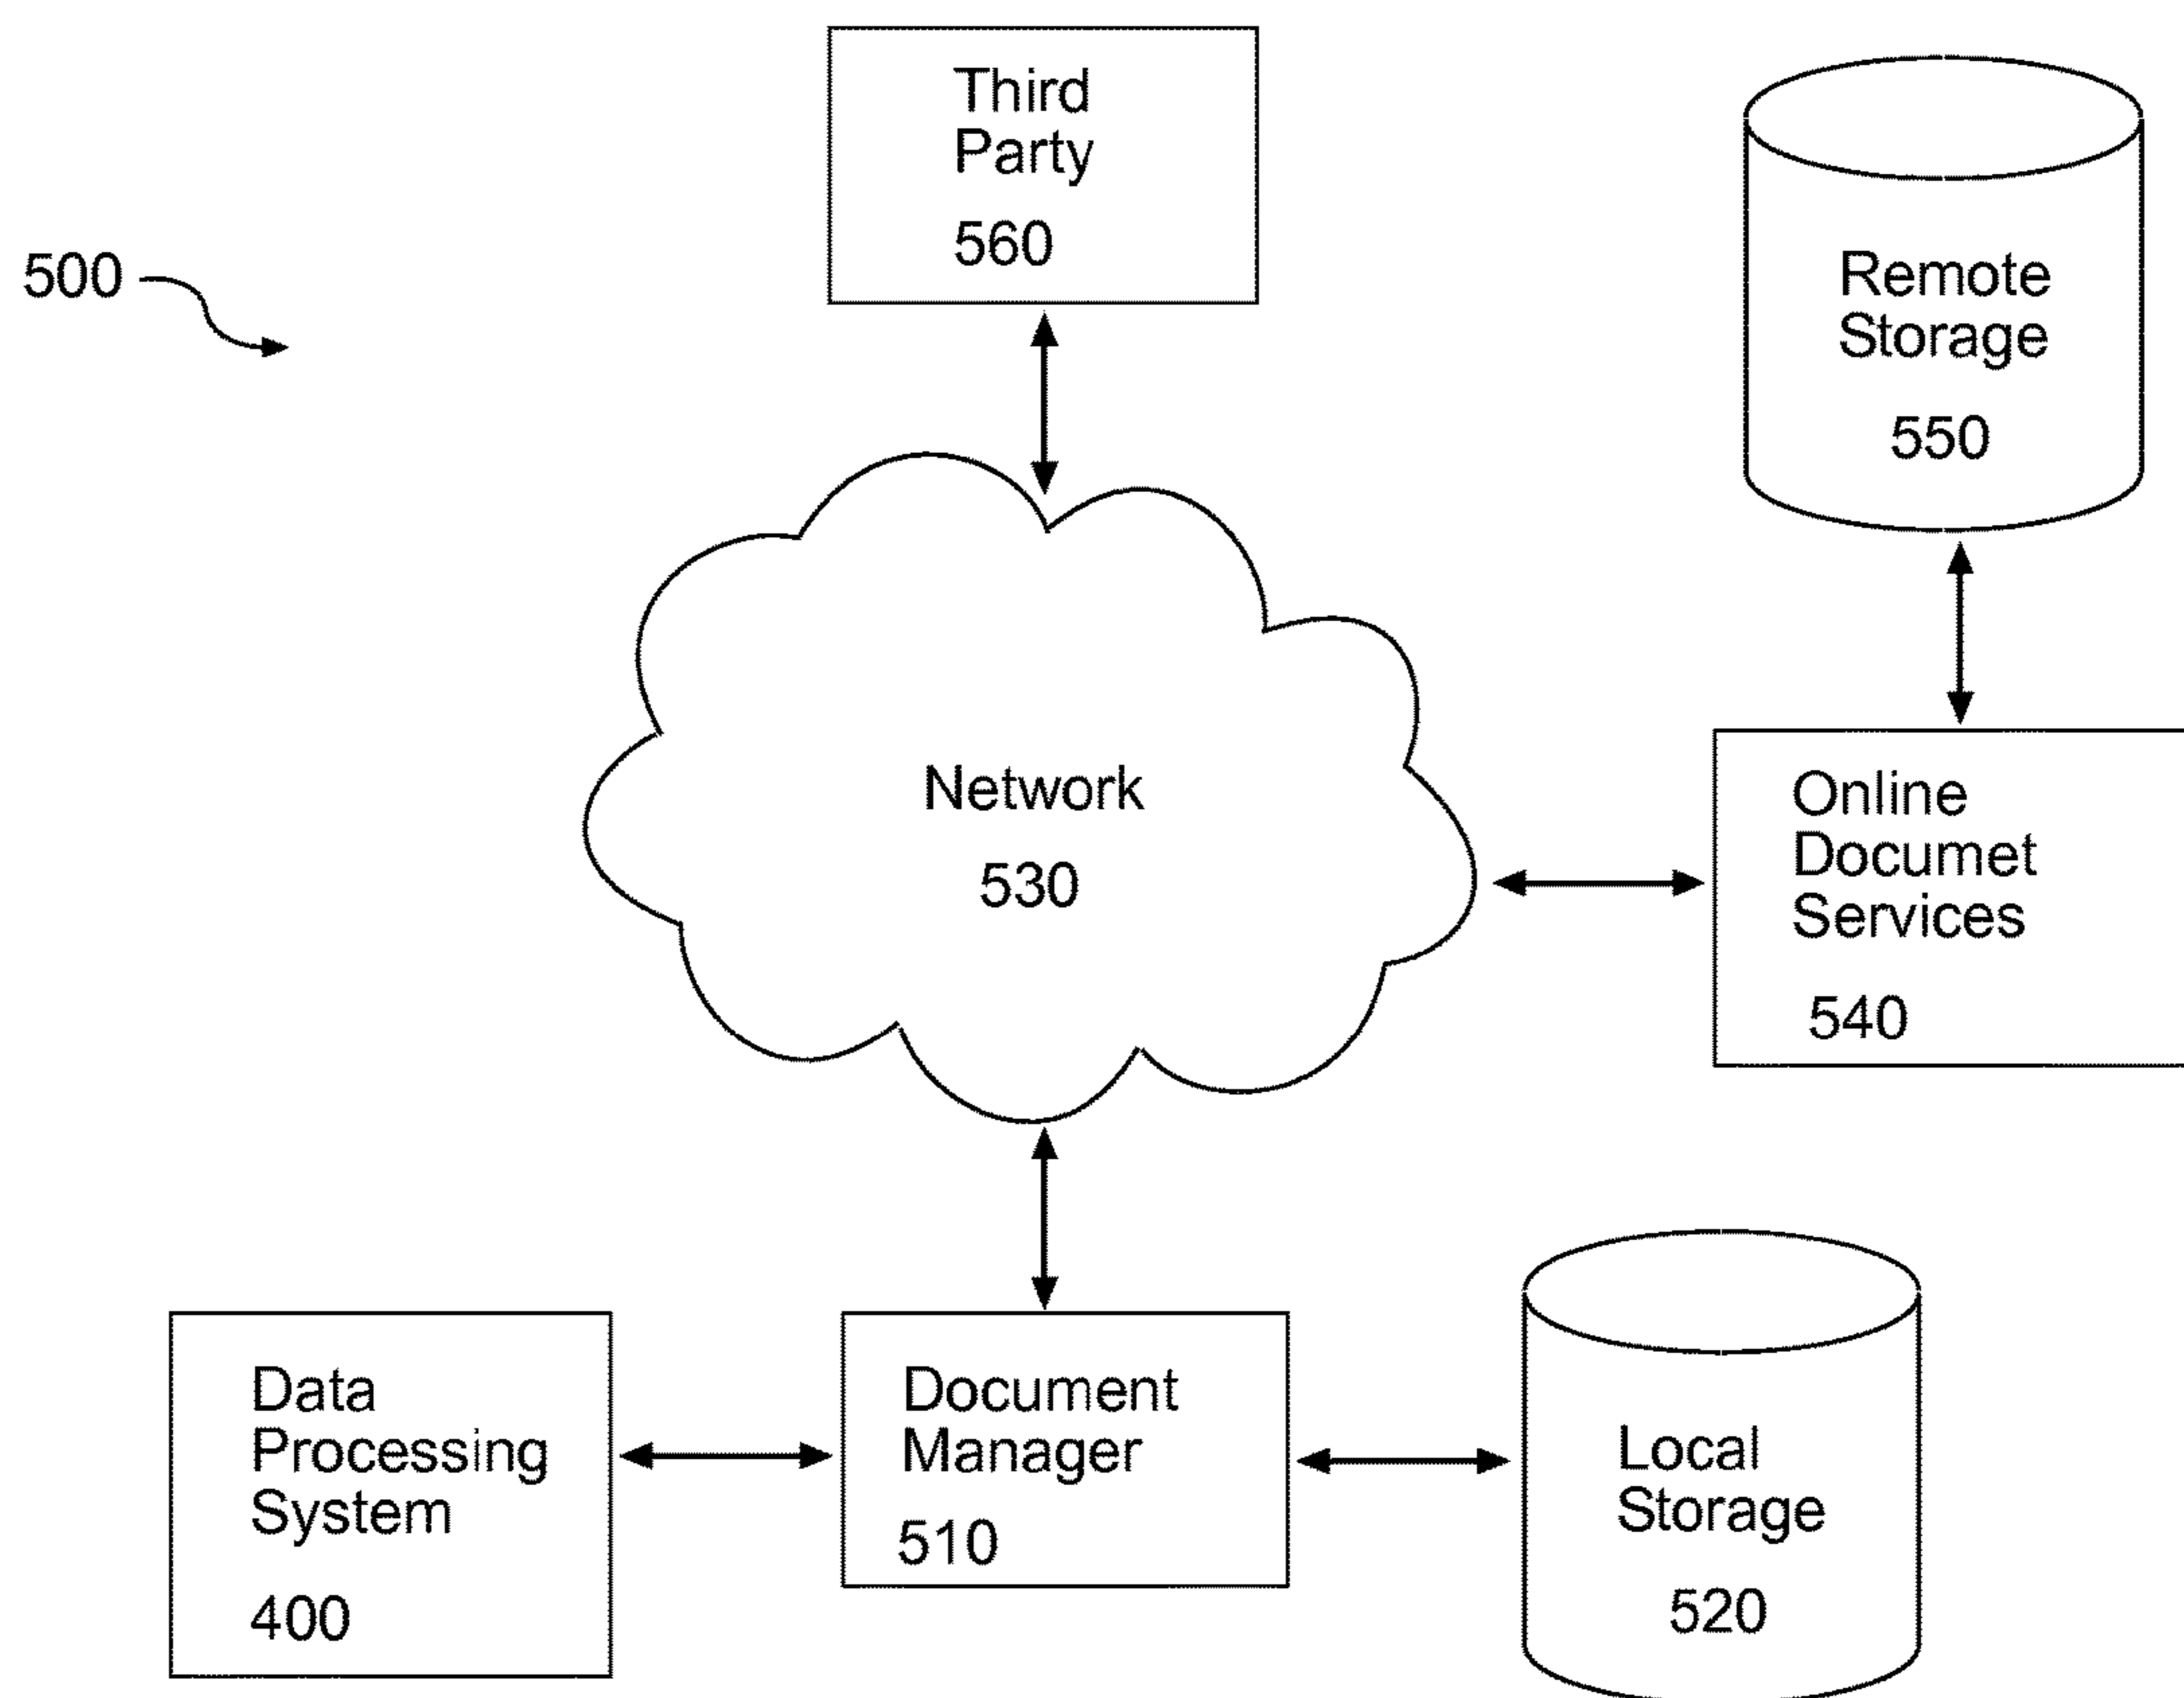 Third
Party
560
500
Remote
Storage
550
Network
530
Online
Documet
Services
540
Data
Processing
System
400
Document
Manager
510
Local
Storage
520